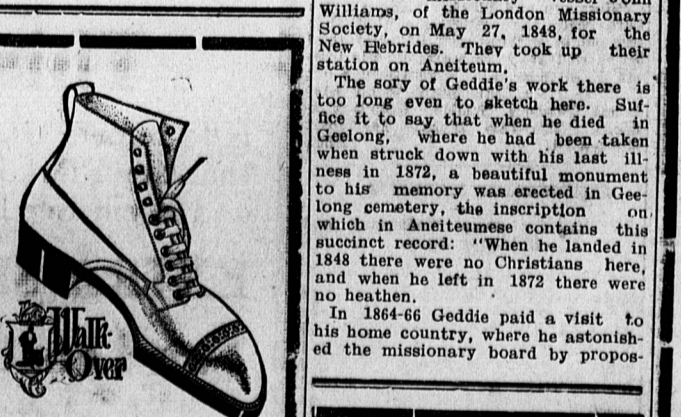 Williams, of the London Missionary
Society, on May 27, 1848, for the
New Hebrides. They took up their
station on Aneiteum.
The sory of Geddie's work there is
too long even to sketch here. Suf-
fice it to say that when he died in
Geelong, where he had been taken
when struck down with his last ill-
ness in 1872, a beautiful monument
to his memory was erected in Gee-
long cemetery, the inscription on
which in Aneiteumese contains this
succinct record: "When he landed in
1848 there were no Christians here,
and when he left in 1872 there were
no heathen.
In 1864-66 Geddie paid a visit to
his home country, where he astonish-
ed the missionary board by propos-
Walk-
Over